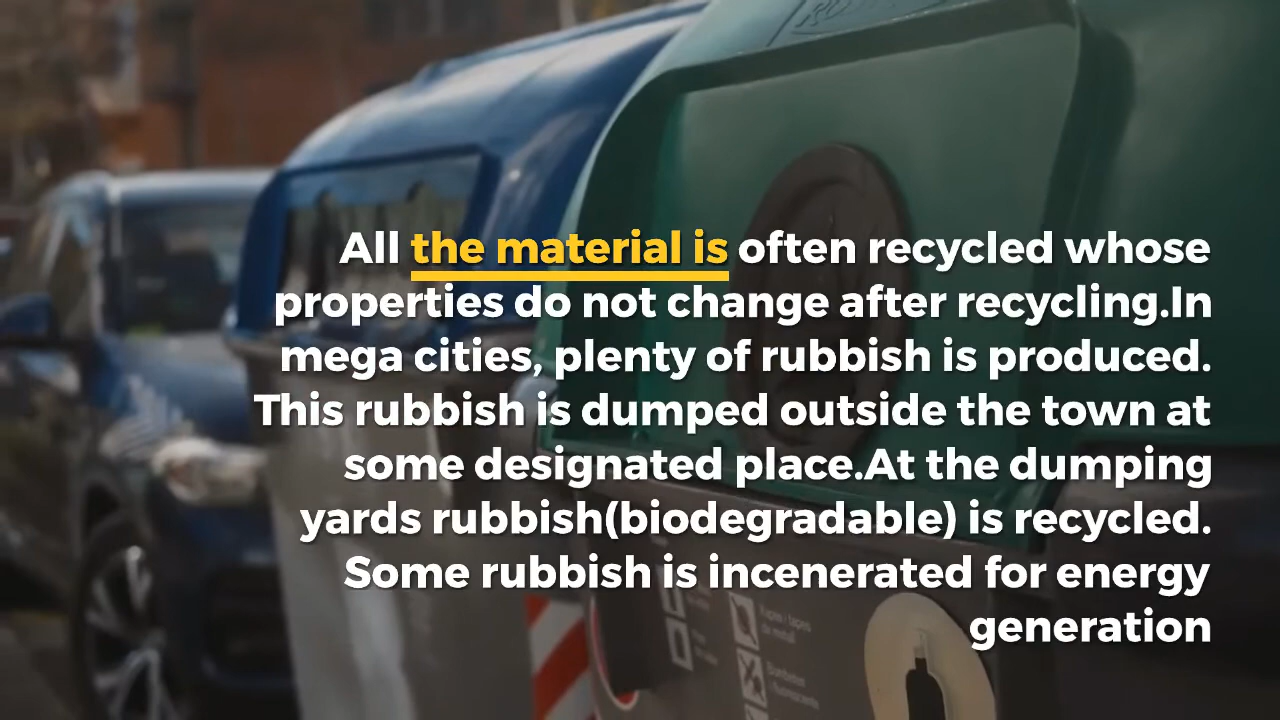 All the material is often recycled whose
properties do not change after recycling.In
mega cities, plenty of rubbish is produced.
This rubbish is dumped outside the town at
some designated place.At the dumping
yards rubbish(biodegradable) is recycled.
Some rubbish is incenerated for energy
generation